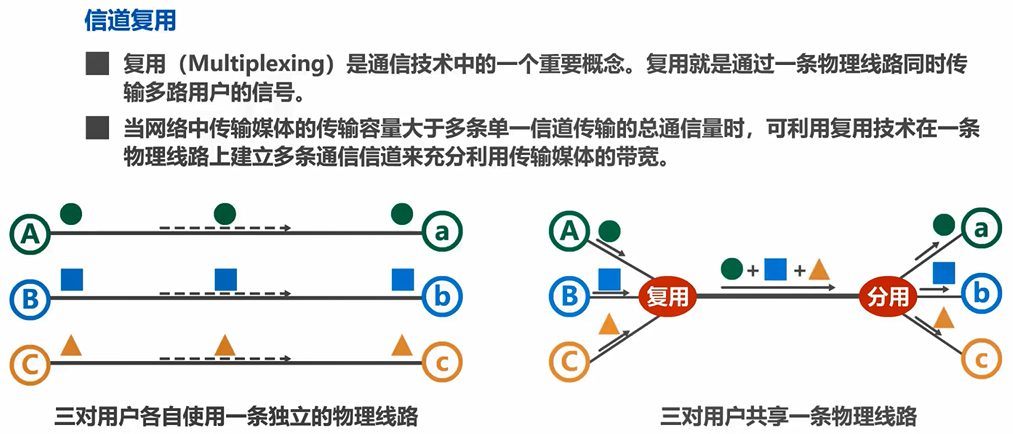 信道复用
复用（Multiplexing）是通信技术中的一个重要概念。复用就是通过一条物理线路同时传
输多路用户的信号。
当网络中传输媒体的传输容量大于多条单一信道传输的总通信量时，可利用复用技术在一条
物理线路上建立多条通信信道来充分利用传输媒体的带宽。
A a
B b
C c
三对用户各自使用一条独立的物理线路
A a
B 复用 + + 分用 b
C c
三对用户共享一条物理线路